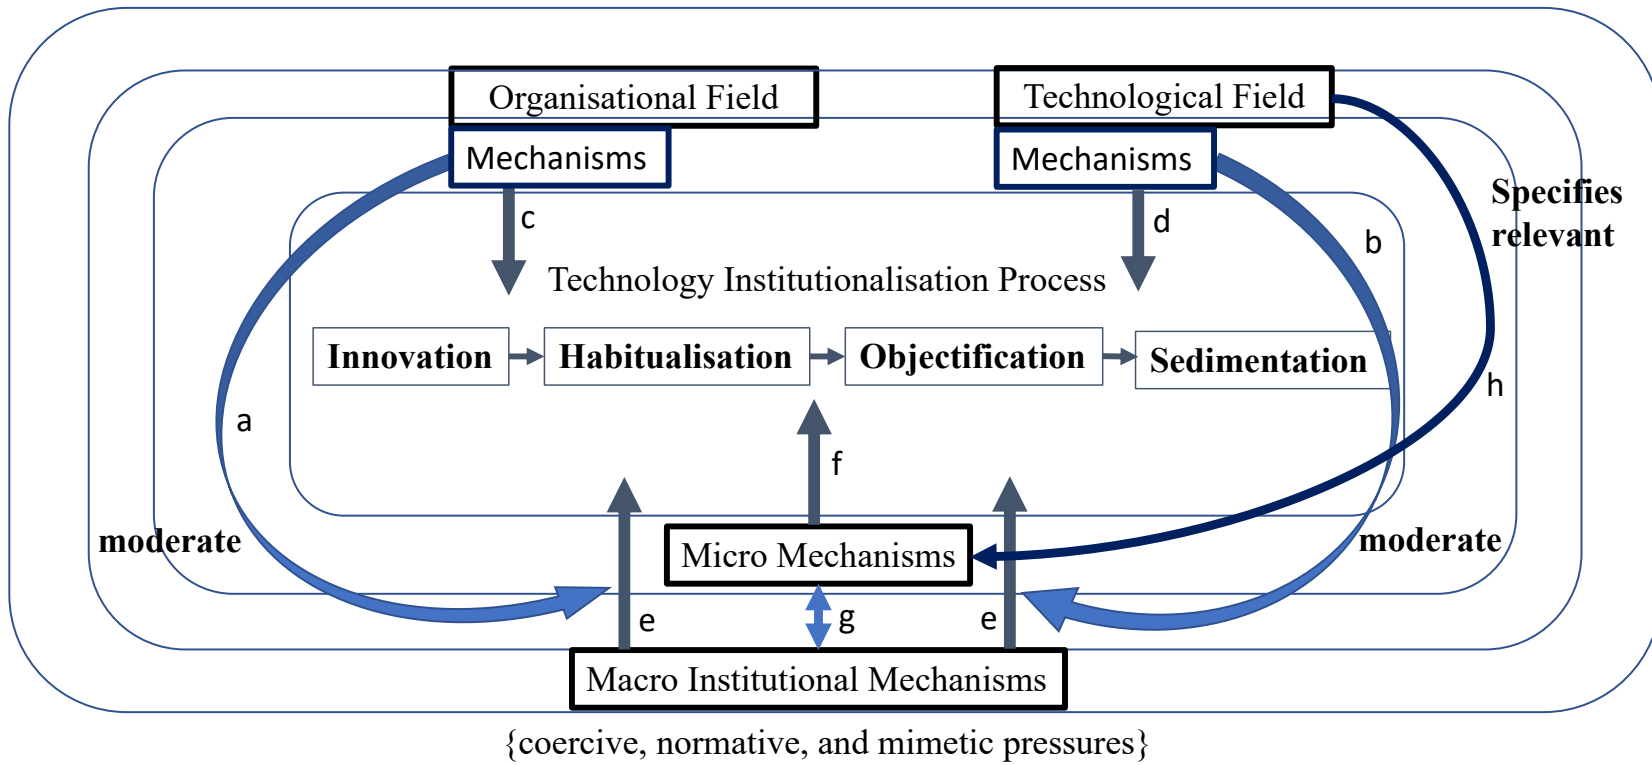 Organisational Field
Technological Field
Mechanisms
Mechanisms
Specifies
relevant
c
d
b
Technology Institutionalisation Process
Innovation
Habitualisation
Objectification
Sedimentation
h
a
f
moderate
moderate
Micro Mechanisms
e
g
e
Macro Institutional Mechanisms
{coercive, normative, and mimetic pressures}